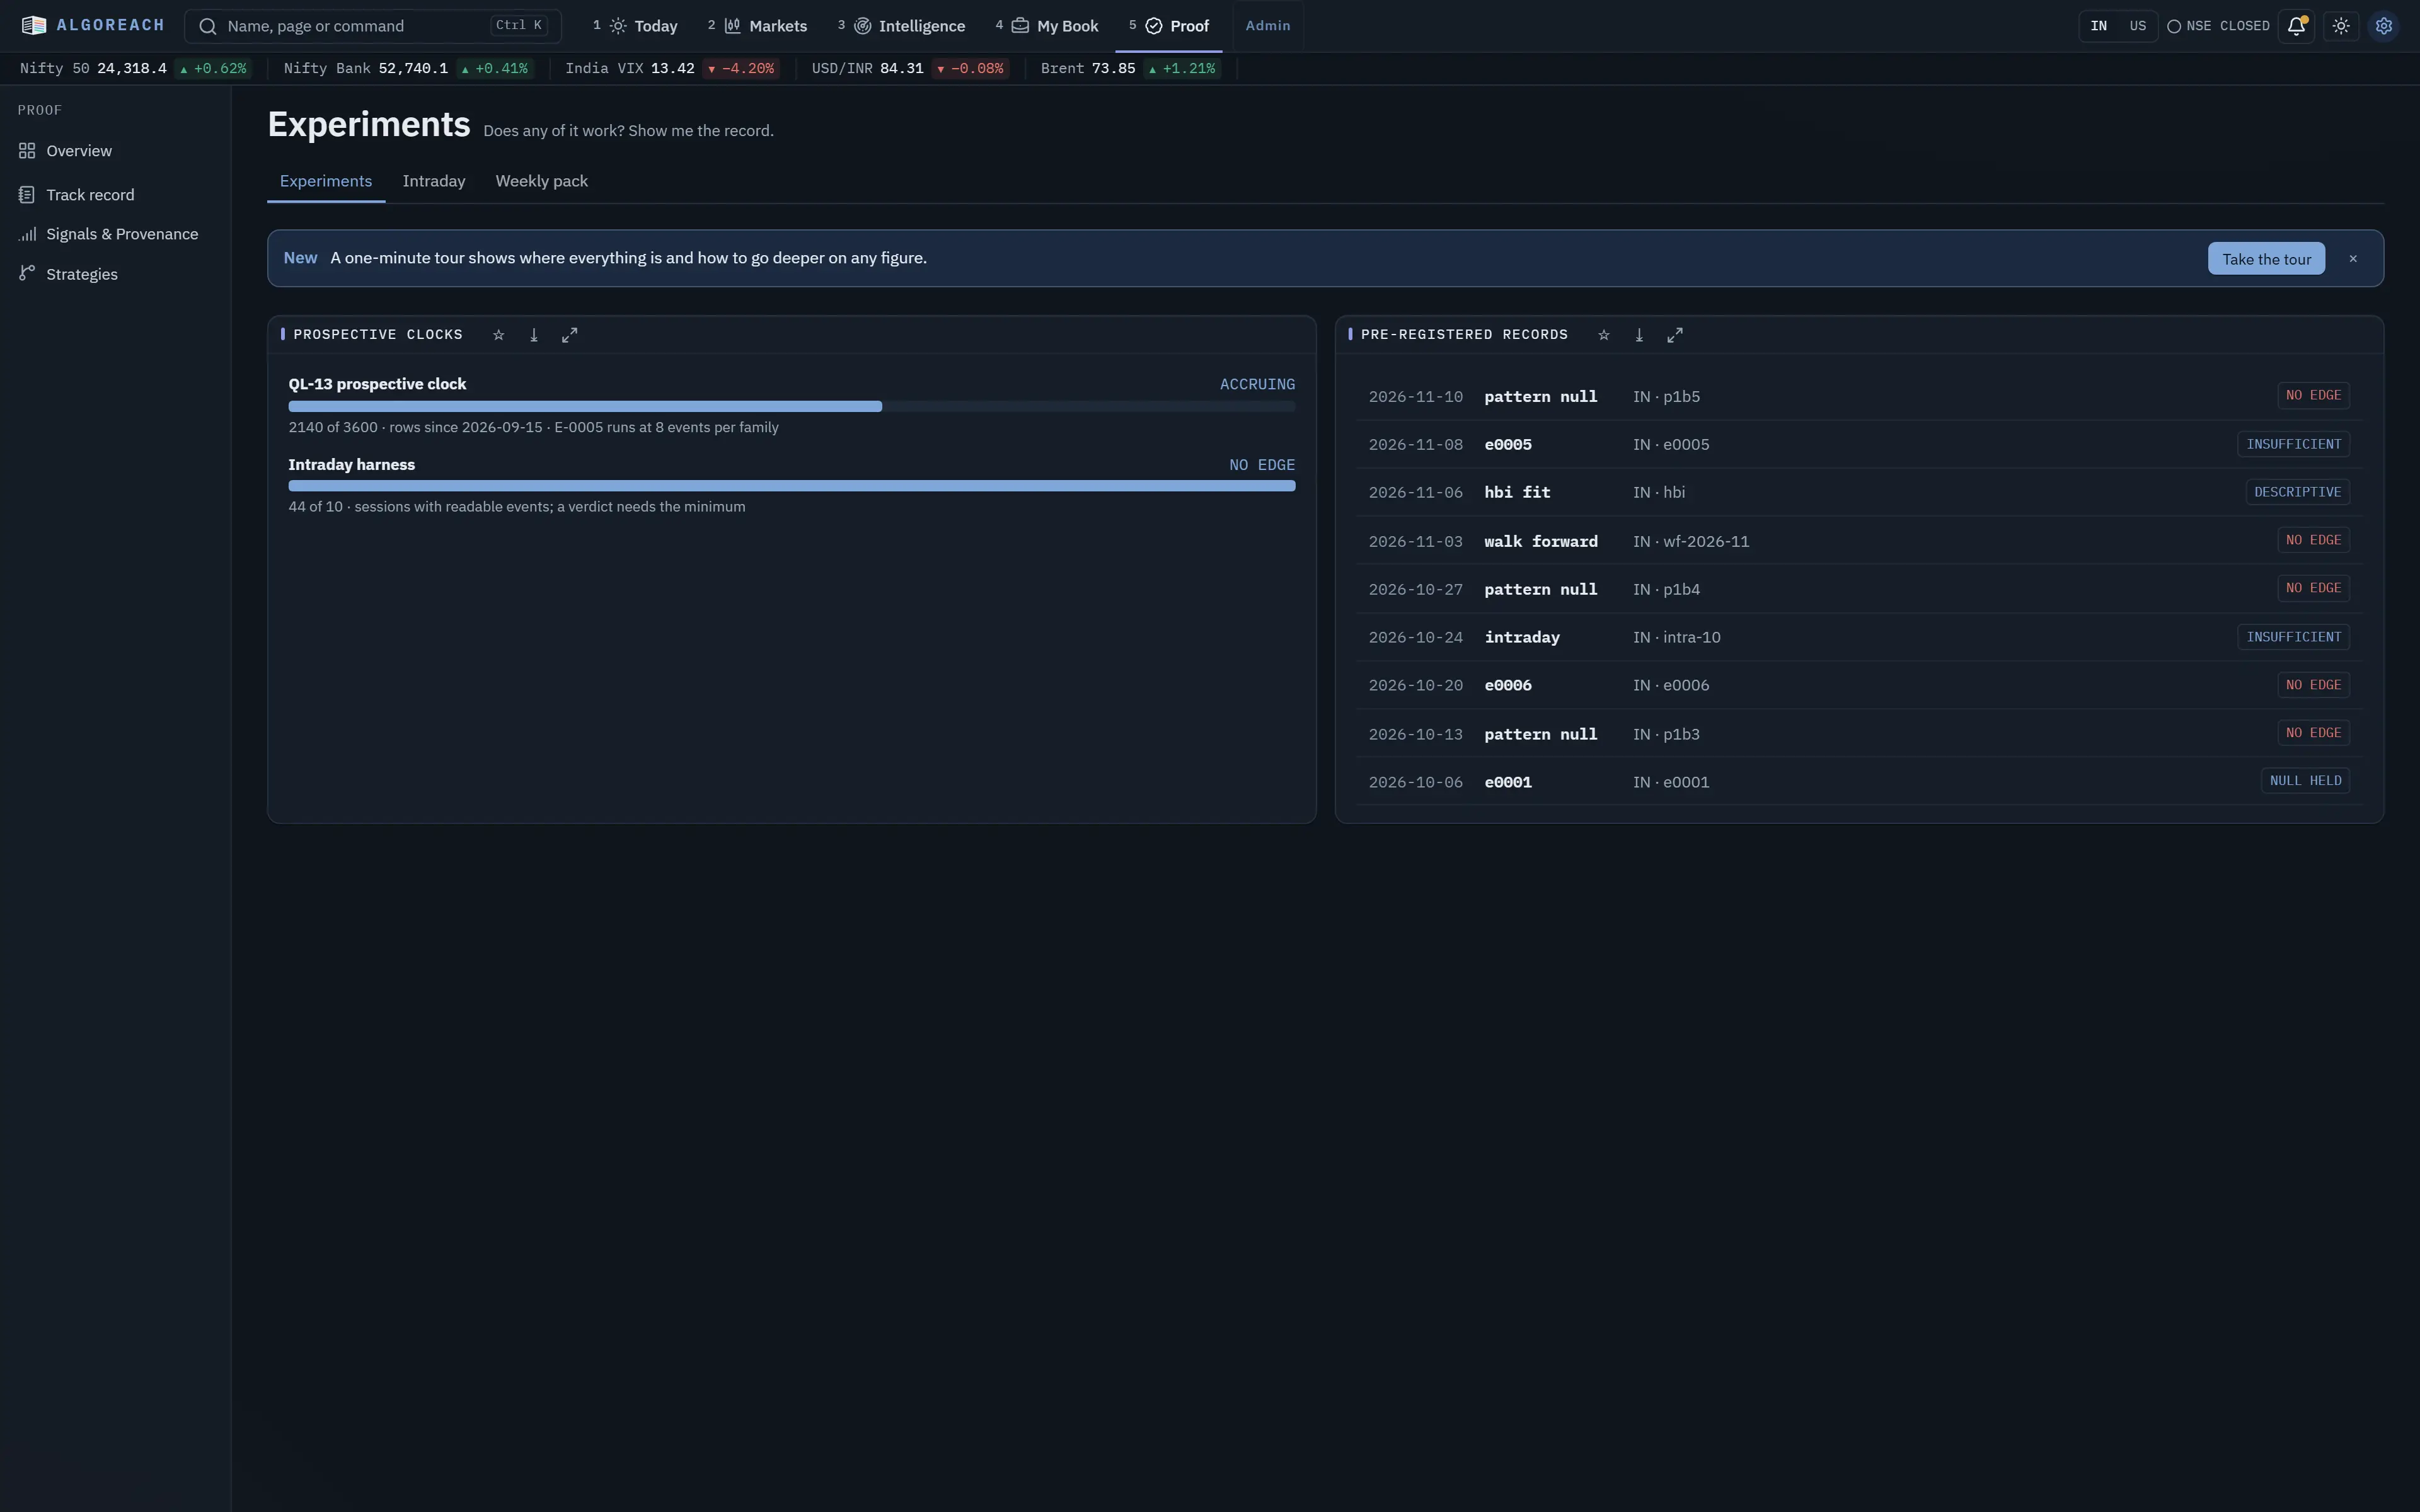 ALGOREACH Name, page or command Ctrl K 1 Today 2 Markets 3 Intelligence 4 My Book 5 Proof Admin IN US NSE CLOSED
Nifty 50 24,318.4 ▲ +0.62% Nifty Bank 52,740.1 ▲ +0.41% India VIX 13.42 ▼ −4.20% USD/INR 84.31 ▼ −0.08% Brent 73.85 ▲ +1.21%
PROOF
Overview
Track record
Signals & Provenance
Strategies
Experiments Does any of it work? Show me the record.
Experiments Intraday Weekly pack
New A one-minute tour shows where everything is and how to go deeper on any figure. Take the tour ×
PROSPECTIVE CLOCKS
QL-13 prospective clock ACCRUING
2140 of 3600 · rows since 2026-09-15 · E-0005 runs at 8 events per family
Intraday harness NO EDGE
44 of 10 · sessions with readable events; a verdict needs the minimum
PRE-REGISTERED RECORDS
2026-11-10 pattern null IN · p1b5 NO EDGE
2026-11-08 e0005 IN · e0005 INSUFFICIENT
2026-11-06 hbi fit IN · hbi DESCRIPTIVE
2026-11-03 walk forward IN · wf-2026-11 NO EDGE
2026-10-27 pattern null IN · p1b4 NO EDGE
2026-10-24 intraday IN · intra-10 INSUFFICIENT
2026-10-20 e0006 IN · e0006 NO EDGE
2026-10-13 pattern null IN · p1b3 NO EDGE
2026-10-06 e0001 IN · e0001 NULL HELD